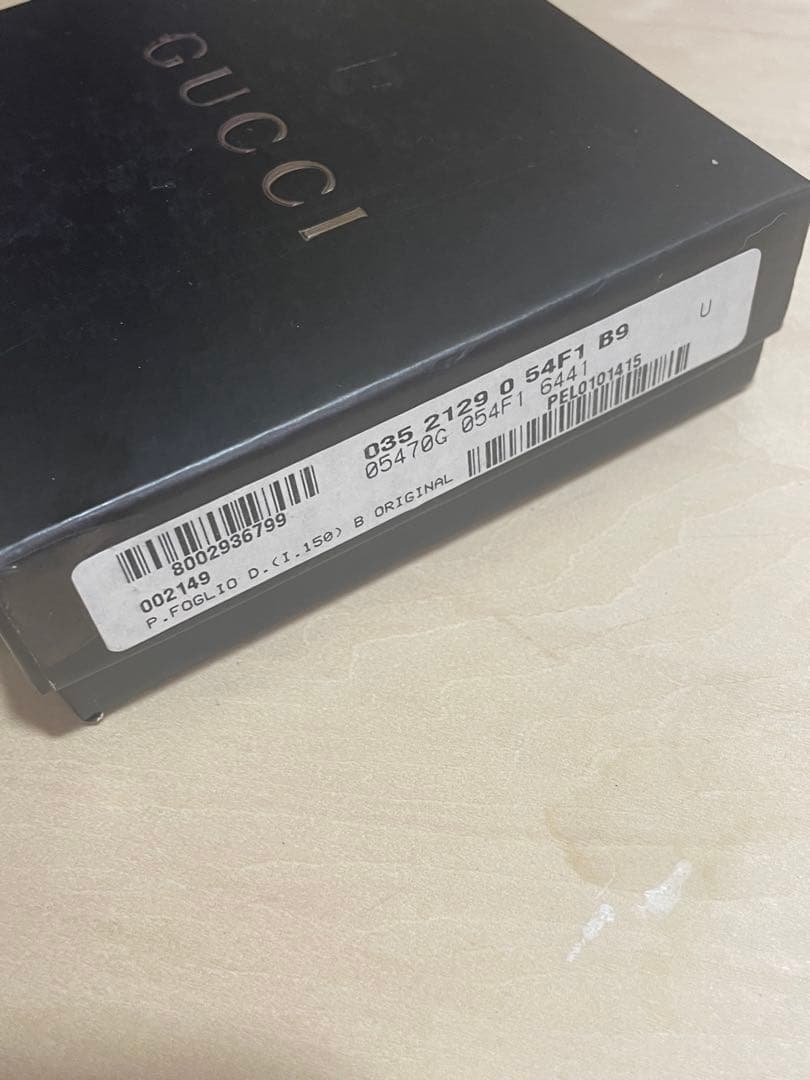 GUCCI
U
035 2129 0 54F1 B9
05470G 054F1 6441
PEL0101415
8002936799
002149
P.FOGLIO D.(I.150) B ORIGINAL